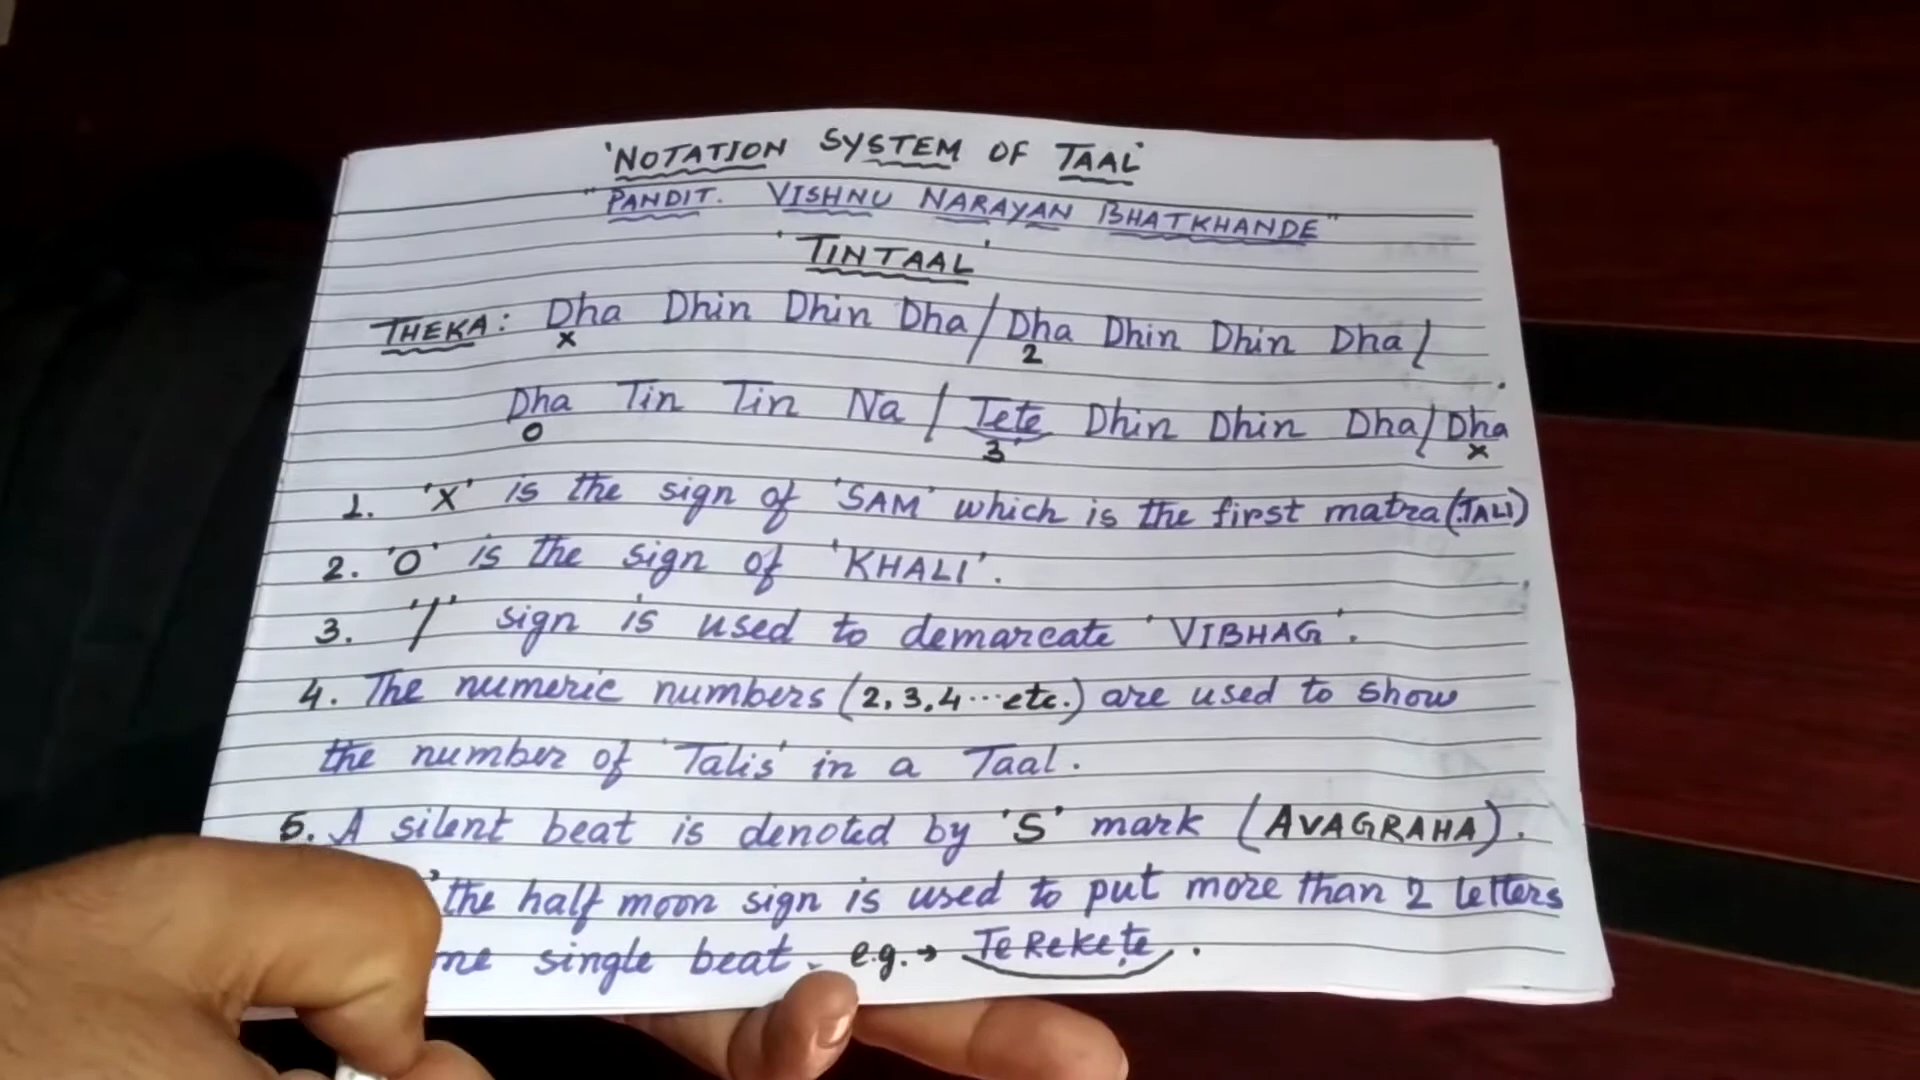 'NOTATION SYSTEM OF TAAL'
"PANDIT. VISHNU NARAYAN BHATKHANDE"
'TINTAAL'
THEKA: Dha Dhin Dhin Dha / Dha Dhin Dhin Dha /
x 2
Dha Tin Tin Na / Tete Dhin Dhin Dha / Dha
0 3 x
1. 'X' is the sign of 'SAM' which is the first matra (TALI)
2. 'O' is the sign of 'KHALI'.
3. '/' sign is used to demarcate 'VIBHAG'.
4. The numeric numbers (2,3,4...etc.) are used to show
the number of 'Talis' in a Taal.
5. A silent beat is denoted by 'S' mark (AVAGRAHA).
the half moon sign is used to put more than 2 letters
single beat. e.g. → TeRekete.